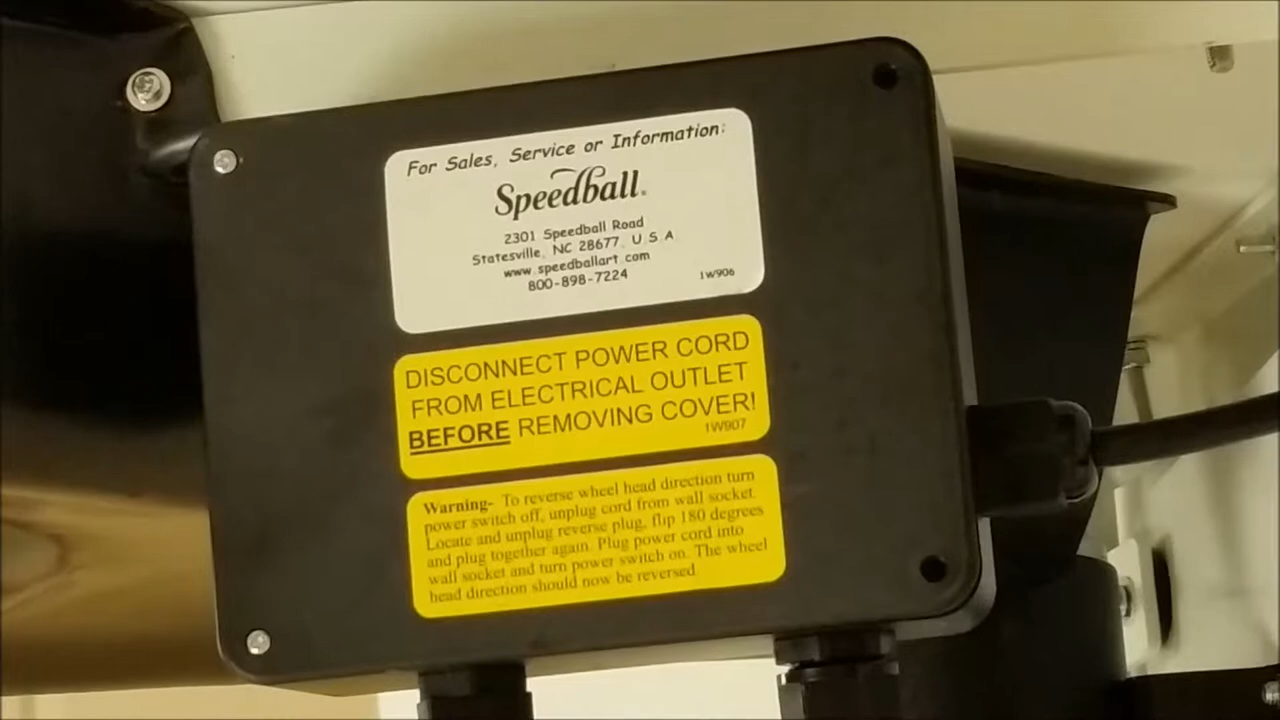 For Sales, Service or Information:
Speedball.
2301 Speedball Road
Statesville, NC 28677, U S A
www.speedballart.com
800-898-7224
1W906
DISCONNECT POWER CORD
FROM ELECTRICAL OUTLET
BEFORE REMOVING COVER!
1W907
Warning- To reverse wheel head direction turn
power switch off, unplug cord from wall socket.
Locate and unplug reverse plug, flip 180 degrees
and plug together again. Plug power cord into
wall socket and turn power switch on. The wheel
head direction should now be reversed